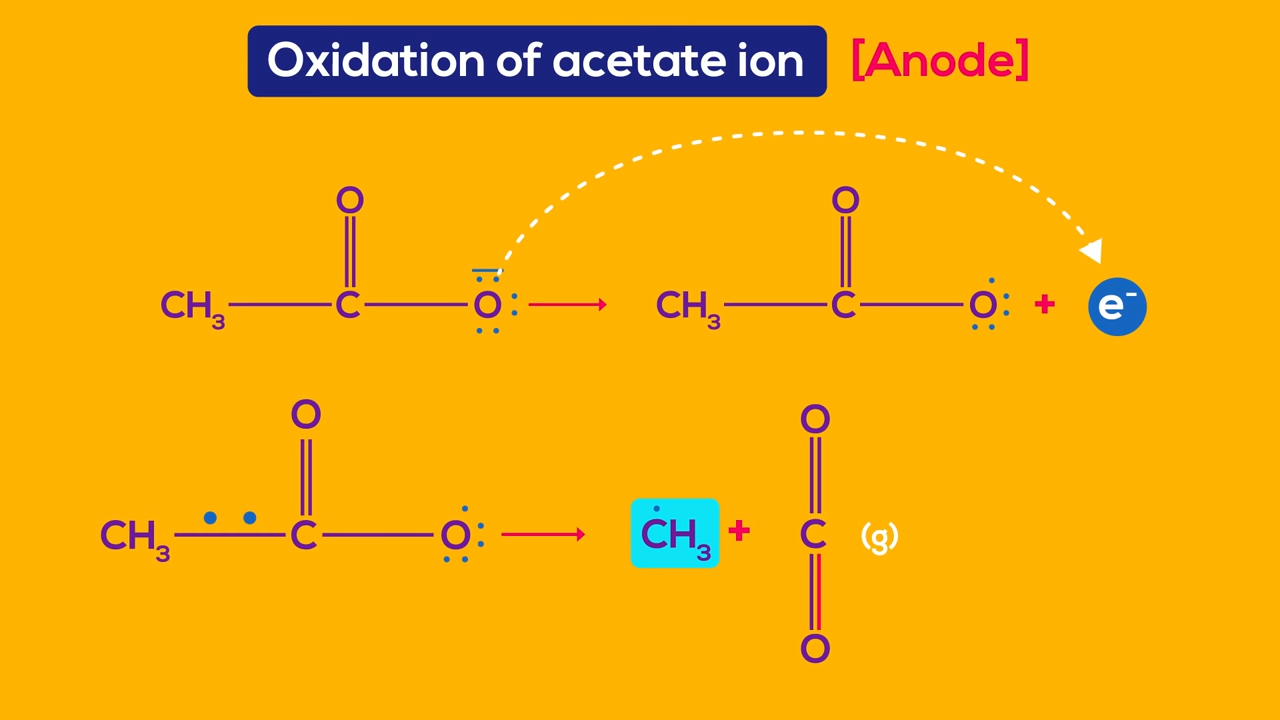 Oxidation of acetate ion [Anode]
O O
CH₃ C O CH₃ C O + e⁻
O O
CH₃ C O CH₃ + C (g)
O